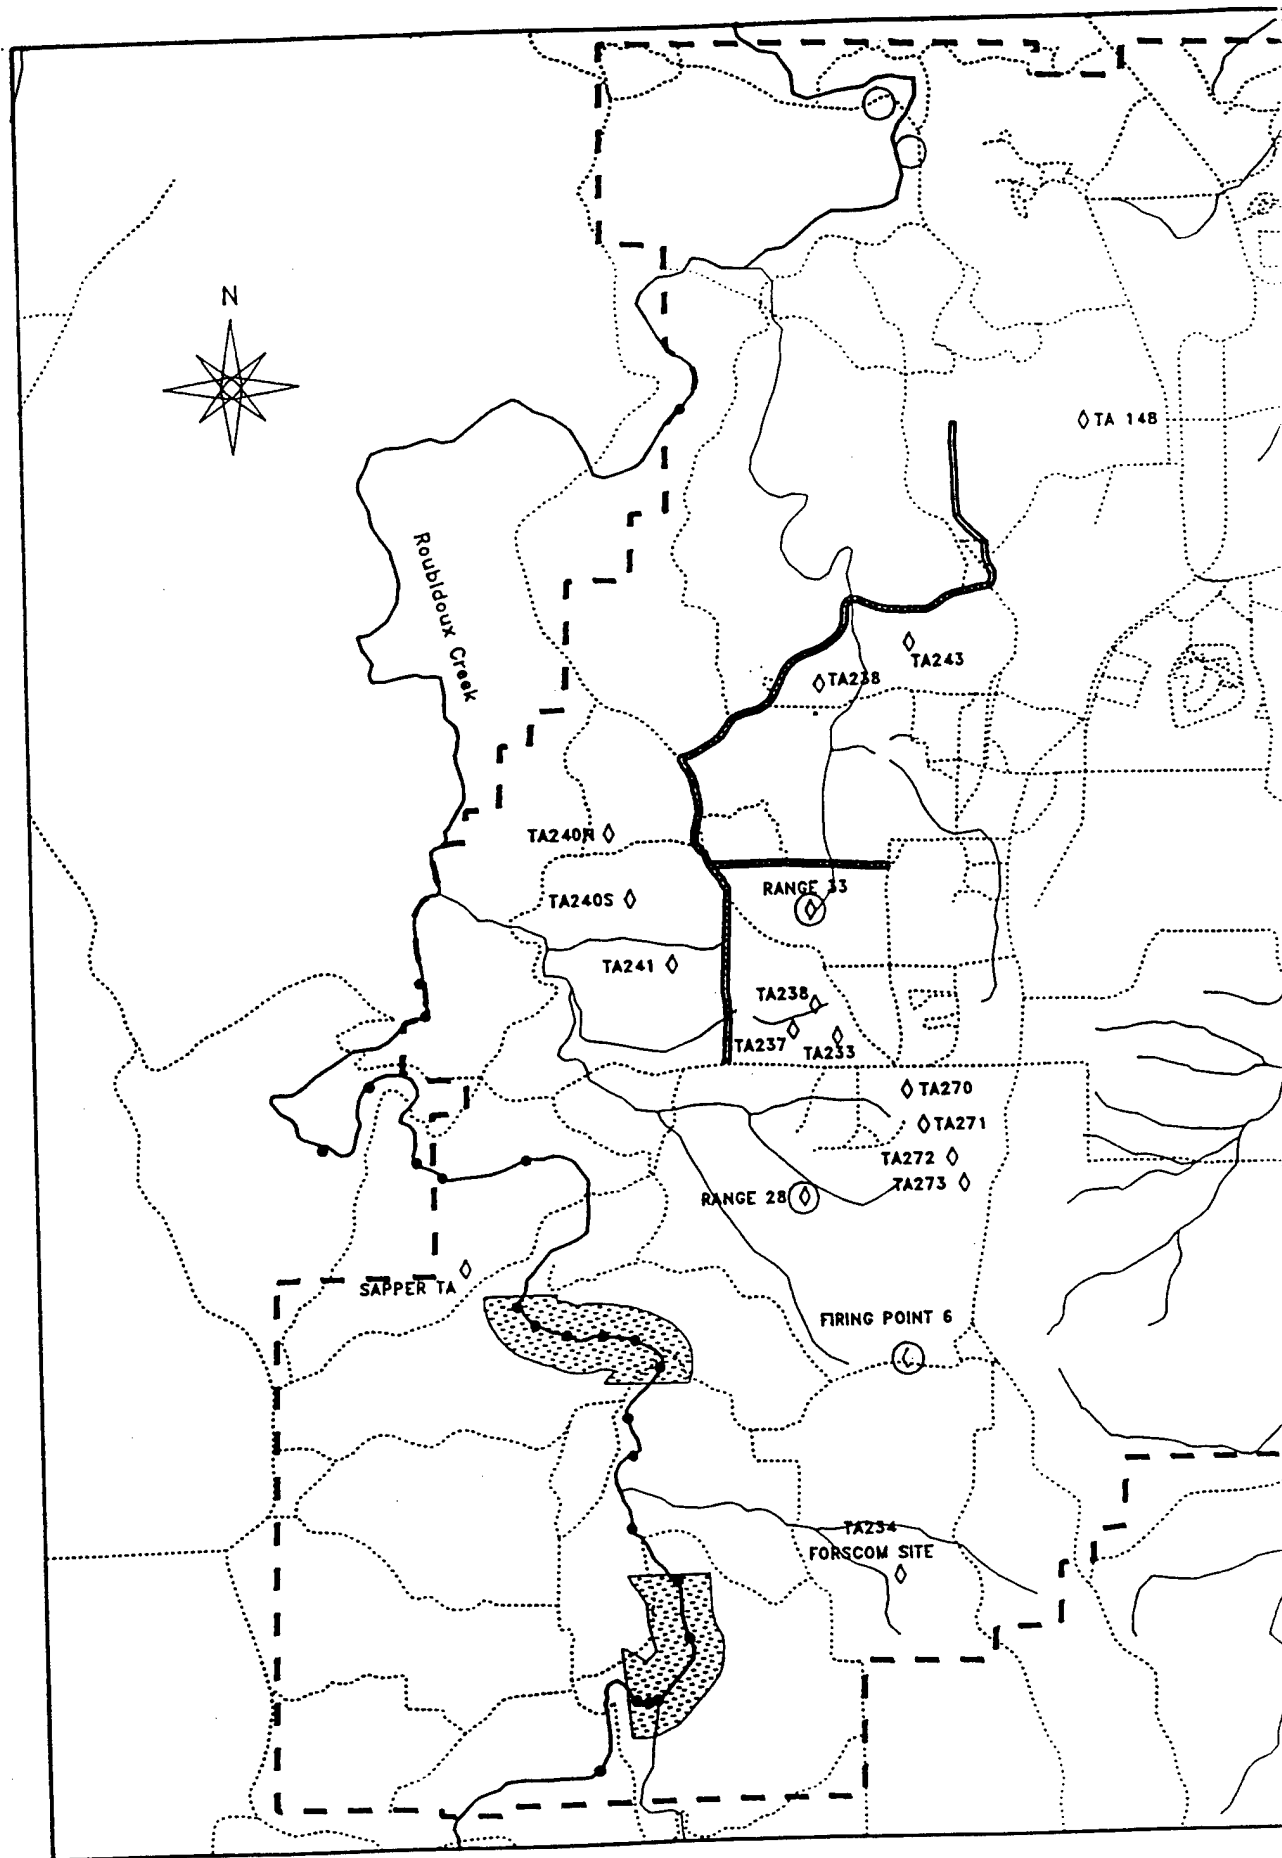 N
TA 148
Roubidoux Creek
TA243
TA238
TA240N
RANGE 33
TA240S
TA241
TA238
TA237
TA233
TA270
TA271
TA272
TA273
RANGE 28
SAPPER TA
FIRING POINT 6
TA234
FORSCOM SITE